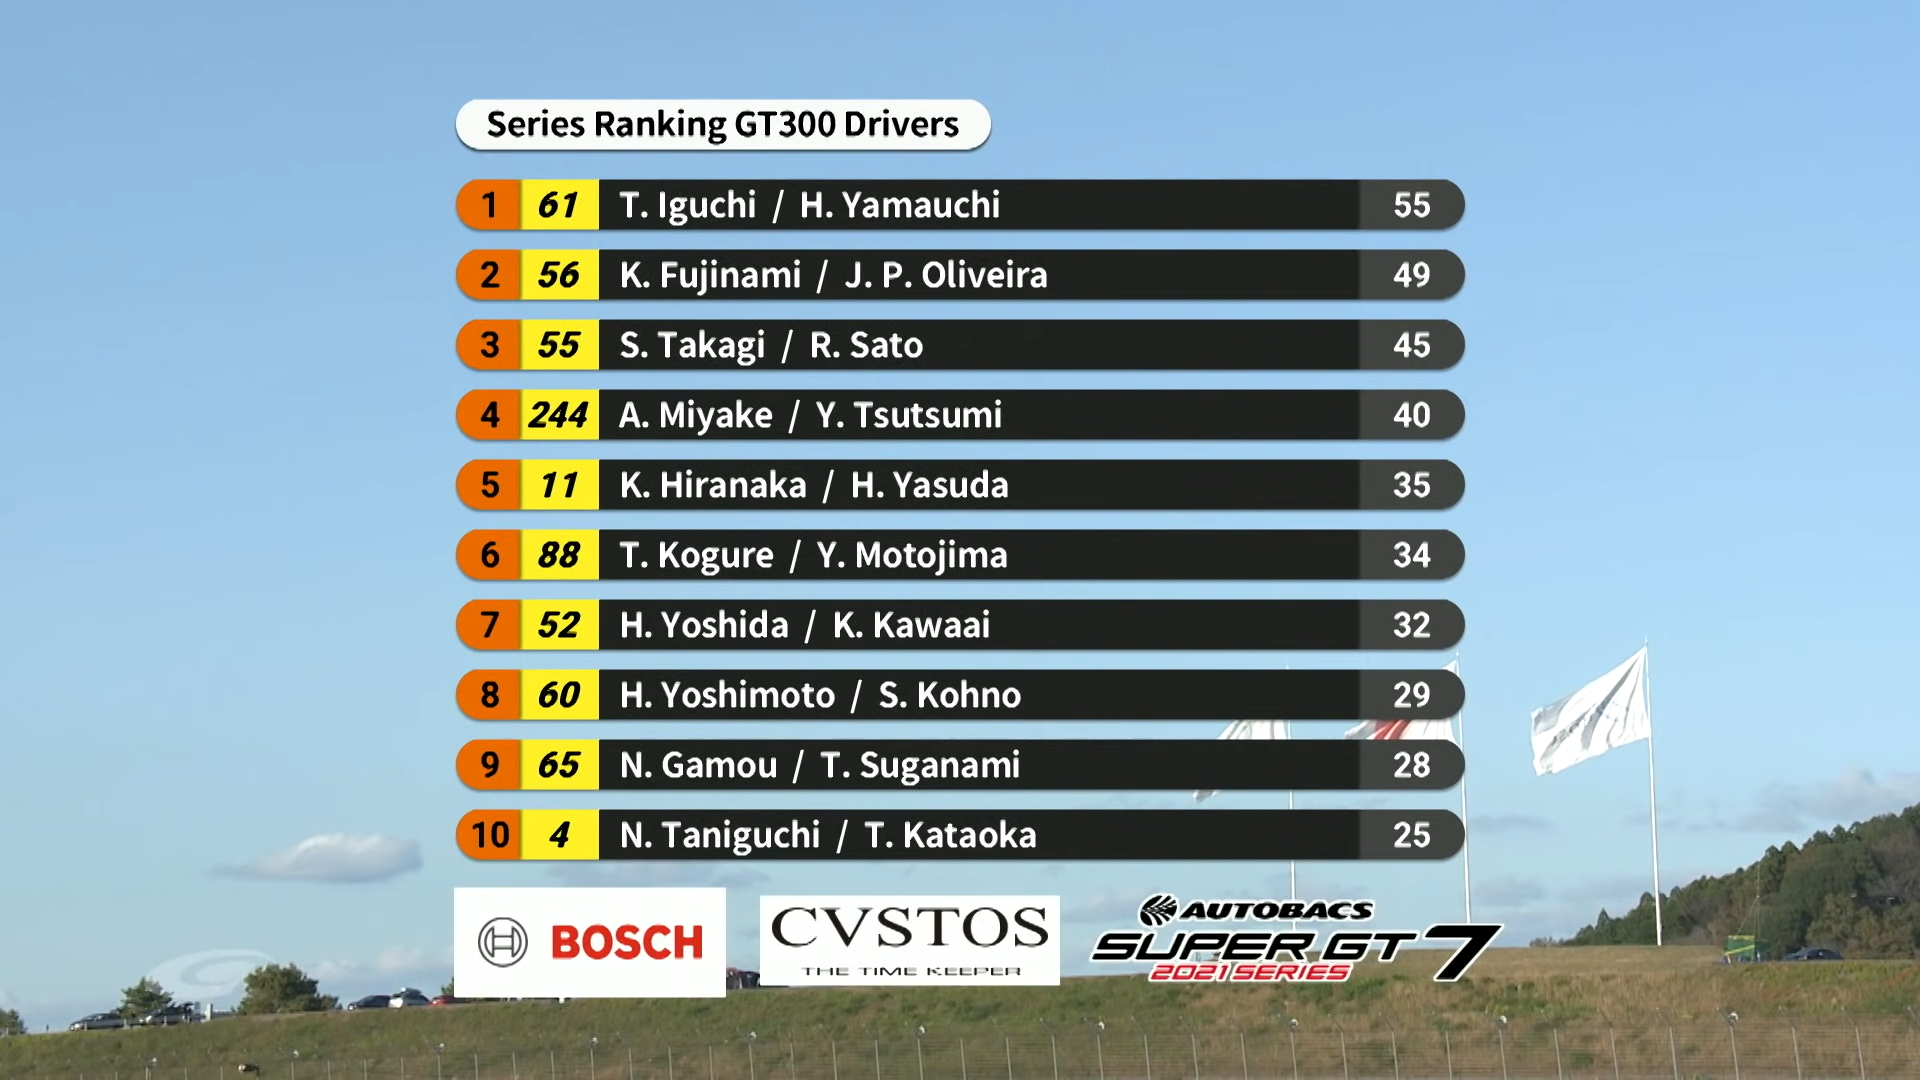 Series Ranking GT300 Drivers
1 61 T. Iguchi / H. Yamauchi 55
2 56 K. Fujinami / J. P. Oliveira 49
3 55 S. Takagi / R. Sato 45
4 244 A. Miyake / Y. Tsutsumi 40
5 11 K. Hiranaka / H. Yasuda 35
6 88 T. Kogure / Y. Motojima 34
7 52 H. Yoshida / K. Kawaai 32
8 60 H. Yoshimoto / S. Kohno 29
9 65 N. Gamou / T. Suganami 28
10 4 N. Taniguchi / T. Kataoka 25
BOSCH
CVSTOS
THE TIME KEEPER
AUTOBACS
SUPER GT 7
2021 SERIES